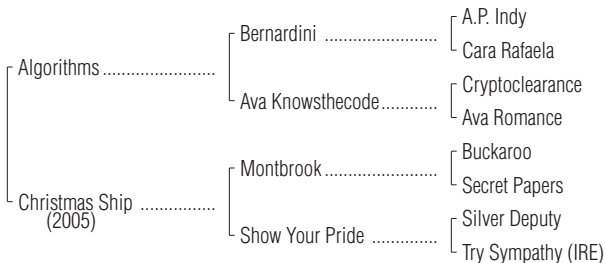 A.P. Indy
Bernardini ........................
Cara Rafaela
Algorithms ........................
Cryptoclearance
Ava Knowsthecode............
Ava Romance
Buckaroo
Montbrook........................
Secret Papers
Christmas Ship ................
(2005)
Silver Deputy
Show Your Pride ..............
Try Sympathy (IRE)